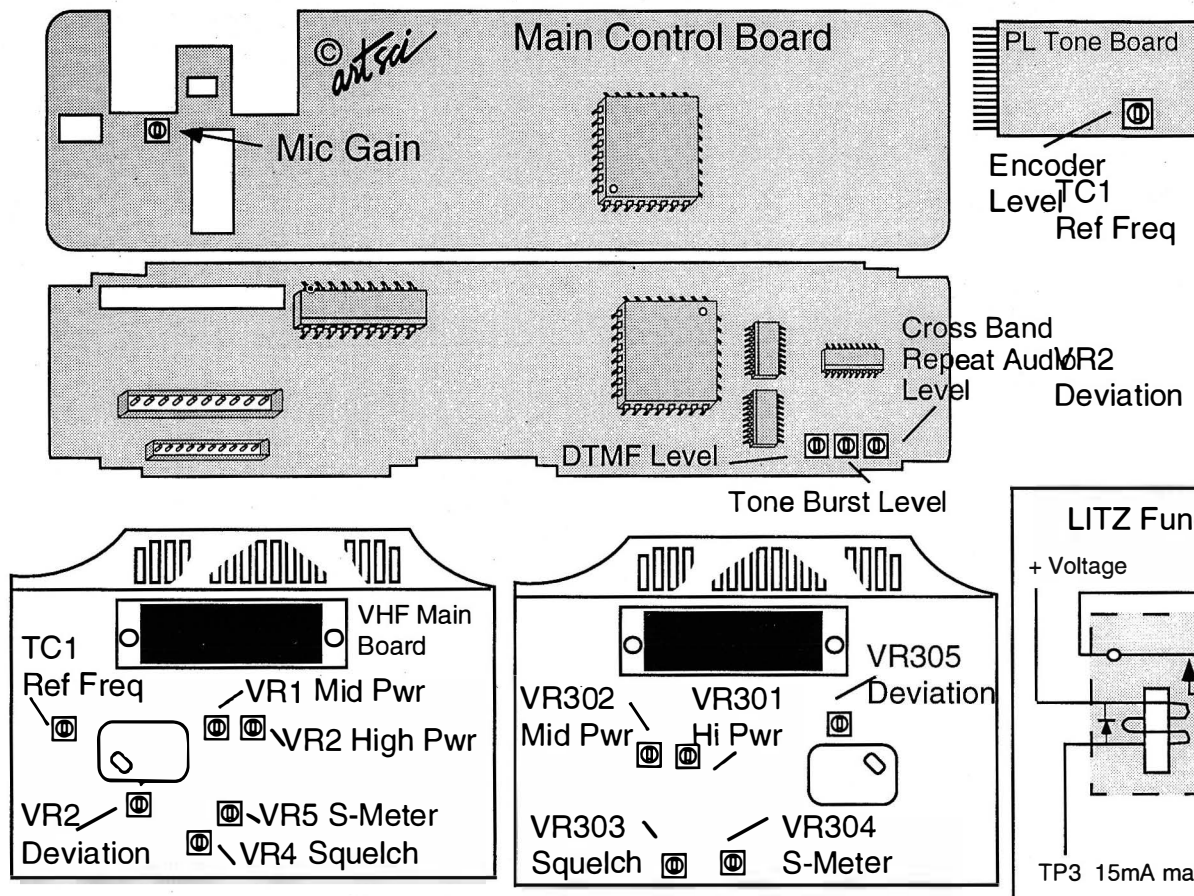 Main Control Board
©
art sci
Mic Gain
PL Tone Board
Encoder
Level
TC1
Ref Freq
Cross Band
Repeat Audio
Level
VR2
Deviation
DTMF Level
Tone Burst Level
VHF Main
Board
TC1
Ref Freq
VR1 Mid Pwr
VR2 High Pwr
VR2
Deviation
VR5 S-Meter
VR4 Squelch
VR305
Deviation
VR302
Mid Pwr
VR301
Hi Pwr
VR303
Squelch
VR304
S-Meter
LITZ Fun
+ Voltage
TP3 15mA ma